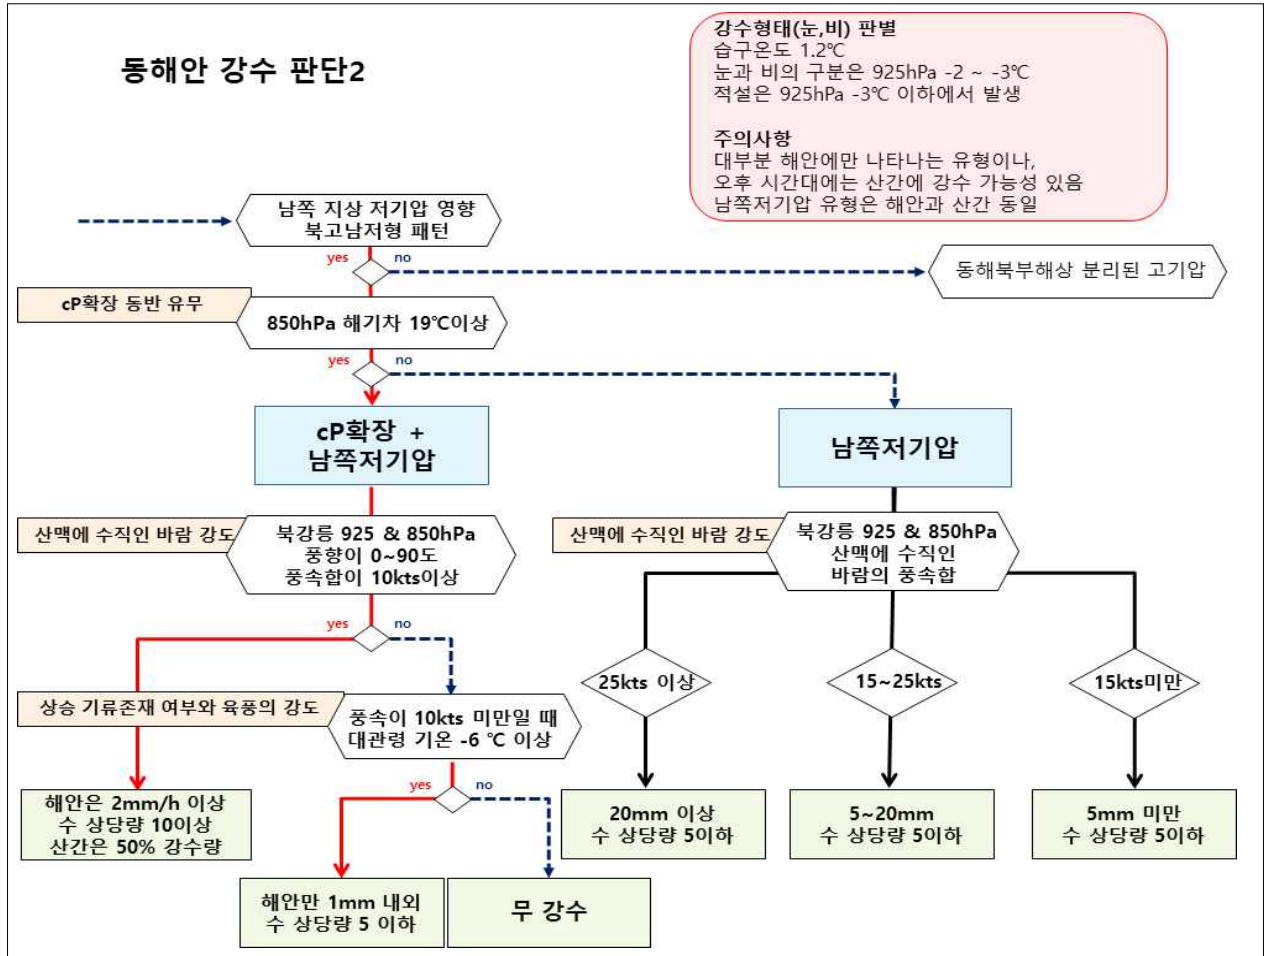 동해안 강수 판단2
강수형태(눈,비) 판별
습구온도 1.2℃
눈과 비의 구분은 925hPa -2 ~ -3℃
적설은 925hPa -3℃ 이하에서 발생
주의사항
대부분 해안에만 나타나는 유형이나,
오후 시간대에는 산간에 강수 가능성 있음
남쪽저기압 유형은 해안과 산간 동일
남쪽 지상 저기압 영향
북고남저형 패턴
yes
no
동해북부해상 분리된 고기압
cP확장 동반 유무
850hPa 해기차 19℃이상
yes
no
cP확장 +
남쪽저기압
남쪽저기압
산맥에 수직인 바람 강도
북강릉 925 & 850hPa
풍향이 0~90도
풍속합이 10kts이상
산맥에 수직인 바람 강도
북강릉 925 & 850hPa
산맥에 수직인
바람의 풍속합
yes
no
25kts 이상
15~25kts
15kts미만
상승 기류존재 여부와 육풍의 강도
풍속이 10kts 미만일 때
대관령 기온 -6 ℃ 이상
yes
no
해안은 2mm/h 이상
수 상당량 10이상
산간은 50% 강수량
20mm 이상
수 상당량 5이하
5~20mm
수 상당량 5이하
5mm 미만
수 상당량 5이하
해안만 1mm 내외
수 상당량 5 이하
무 강수